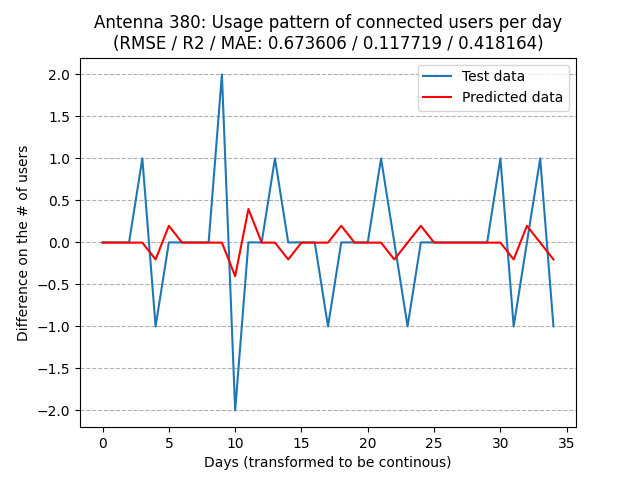 Antenna 380: Usage pattern of connected users per day
(RMSE / R2 / MAE: 0.673606 / 0.117719 / 0.418164)
Test data
Predicted data
Difference on the # of users
2.0
1.5
1.0
0.5
0.0
−0.5
−1.0
−1.5
−2.0
0 5 10 15 20 25 30 35
Days (transformed to be continous)